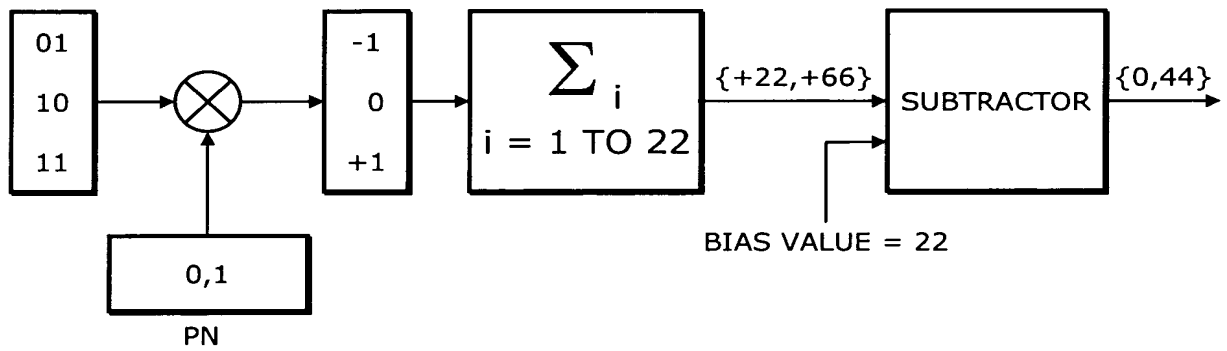 01
10
11
0,1
PN
-1
0
+1
Σ i
i = 1 TO 22
{+22,+66}
SUBTRACTOR
{0,44}
BIAS VALUE = 22